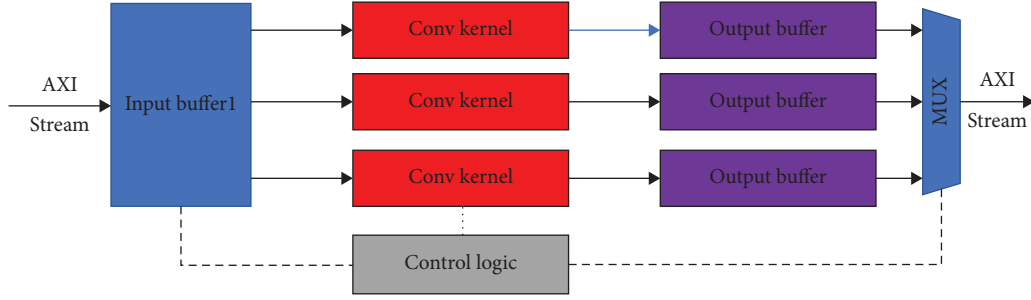 Conv kernel
Output buffer
AXI
Stream
Input buffer1
Conv kernel
Output buffer
MUX
AXI
Stream
Conv kernel
Output buffer
Control logic